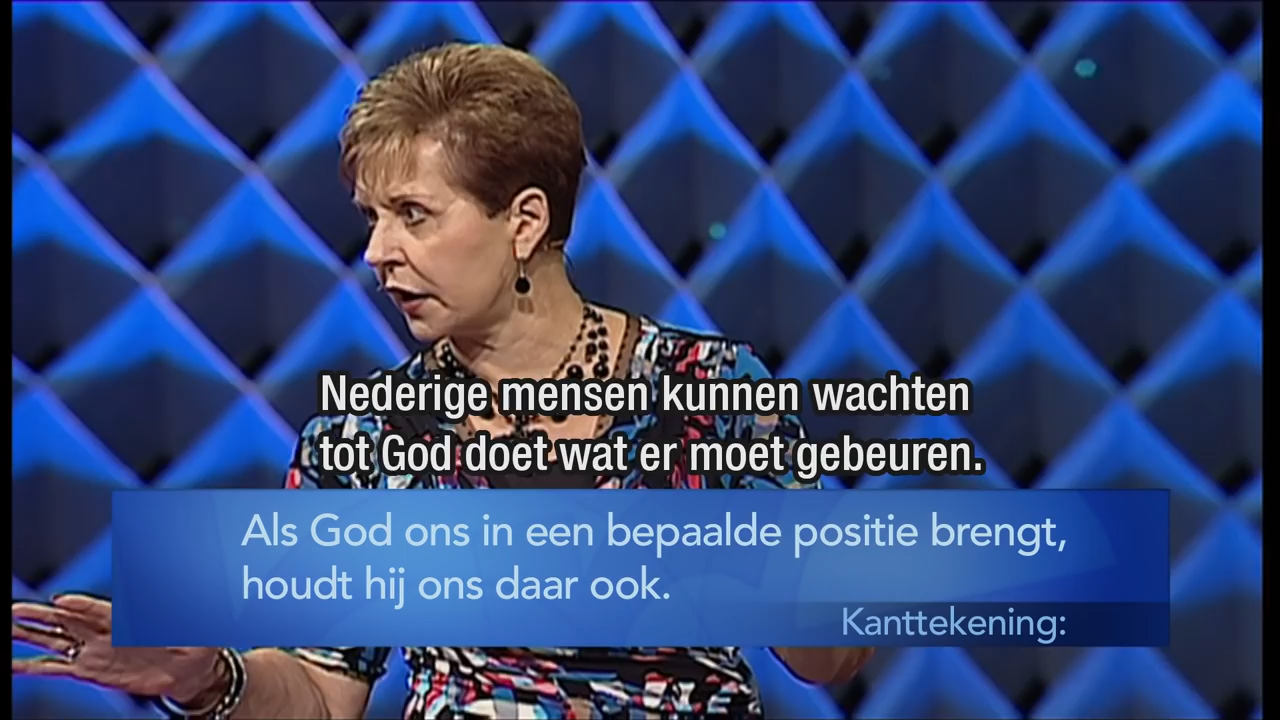 Nederige mensen kunnen wachten
tot God doet wat er moet gebeuren.
Als God ons in een bepaalde positie brengt,
houdt hij ons daar ook.
Kanttekening: